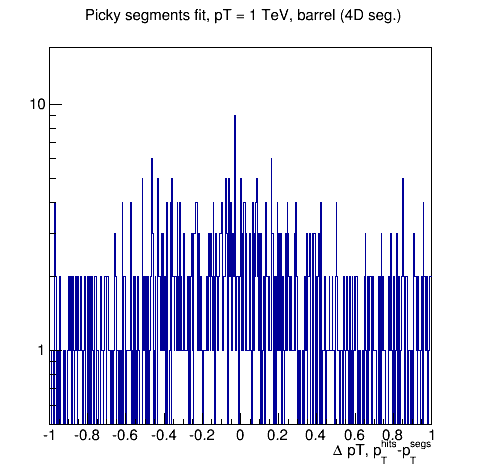 Picky segments fit, pT = 1 TeV, barrel (4D seg.)
10
1
-1 -0.8 -0.6 -0.4 -0.2 0 0.2 0.4 0.6 0.8 1
Δ pT, p_T^hits-p_T^segs